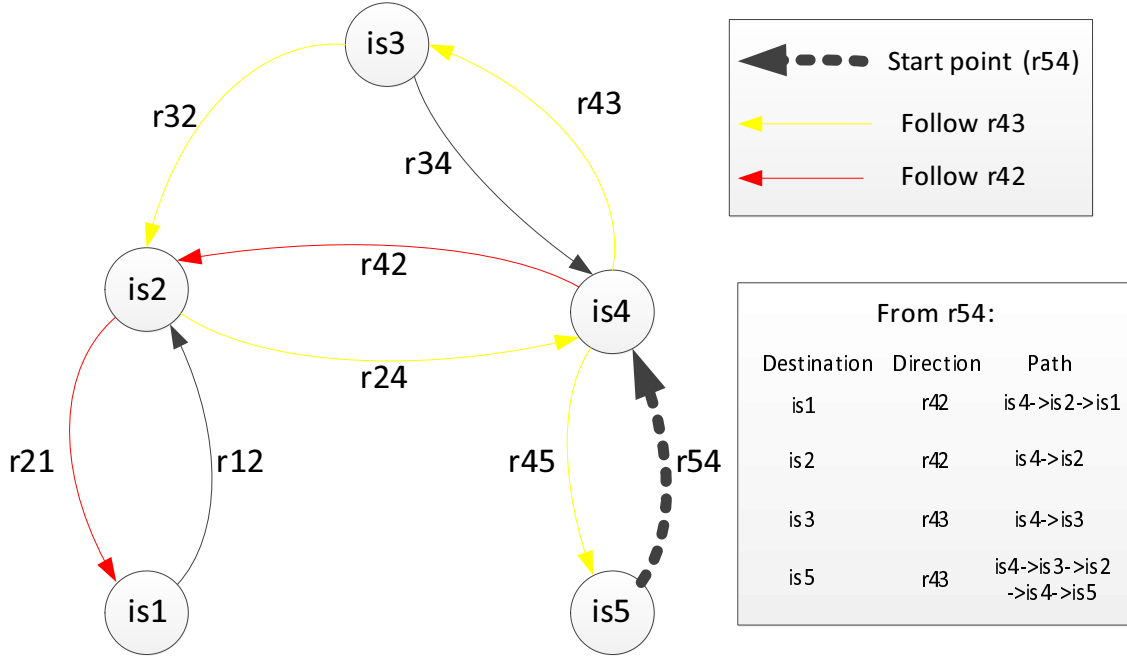 is3
r32
r43
r34
is2
r42
is4
r24
r21
r12
r45
r54
is1
is5
Start point (r54)
Follow r43
Follow r42
From r54:
Destination Direction Path
is1 r42 is4->is2->is1
is2 r42 is4->is2
is3 r43 is4->is3
is5 r43 is4->is3->is2
->is4->is5